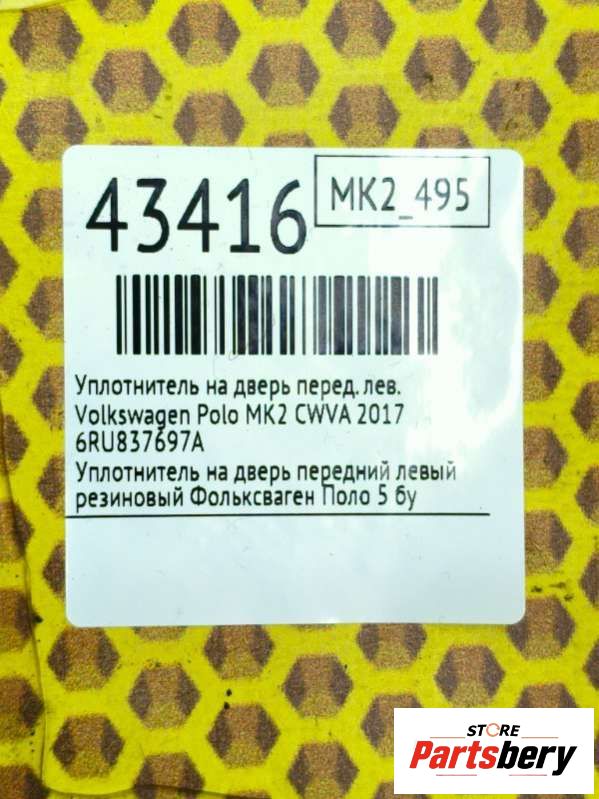 43416
MK2_495
Уплотнитель на дверь перед. лев.
Volkswagen Polo MK2 CWVA 2017
6RU837697A
Уплотнитель на дверь передний левый
резиновый Фольксваген Поло 5 бу
STORE
Partsbery